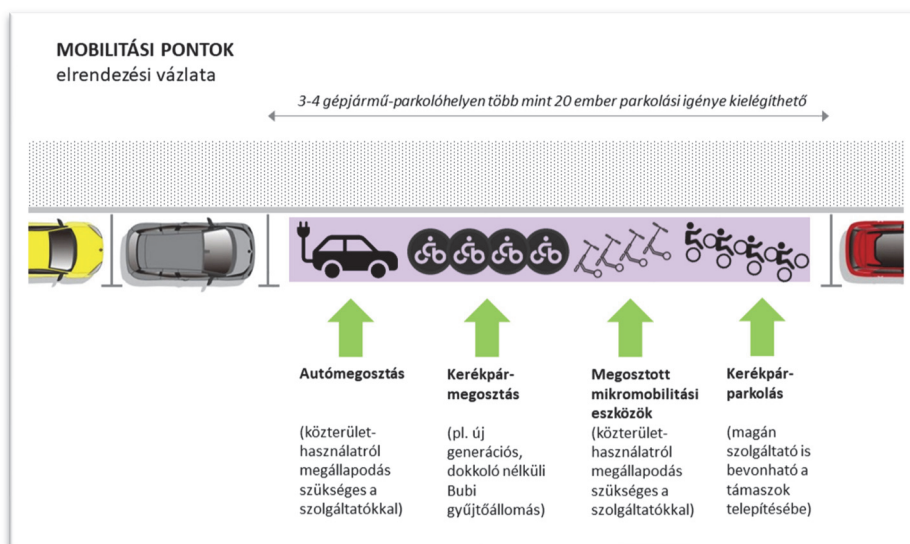 MOBILITÁSI PONTOK
elrendezési vázlata
3-4 gépjármű-parkolóhelyen több mint 20 ember parkolási igénye kielégíthető
Autómegosztás
(közterület-
használatról
megállapodás
szükséges a
szolgáltatókkal)
Kerékpár-
megosztás
(pl. új
generációs,
dokkoló nélküli
Bubi
gyűjtőállomás)
Megosztott
mikromobilitási
eszközök
(közterület-
használatról
megállapodás
szükséges a
szolgáltatókkal)
Kerékpár-
parkolás
(magán
szolgáltató is
bevonható a
támaszok
telepítésébe)